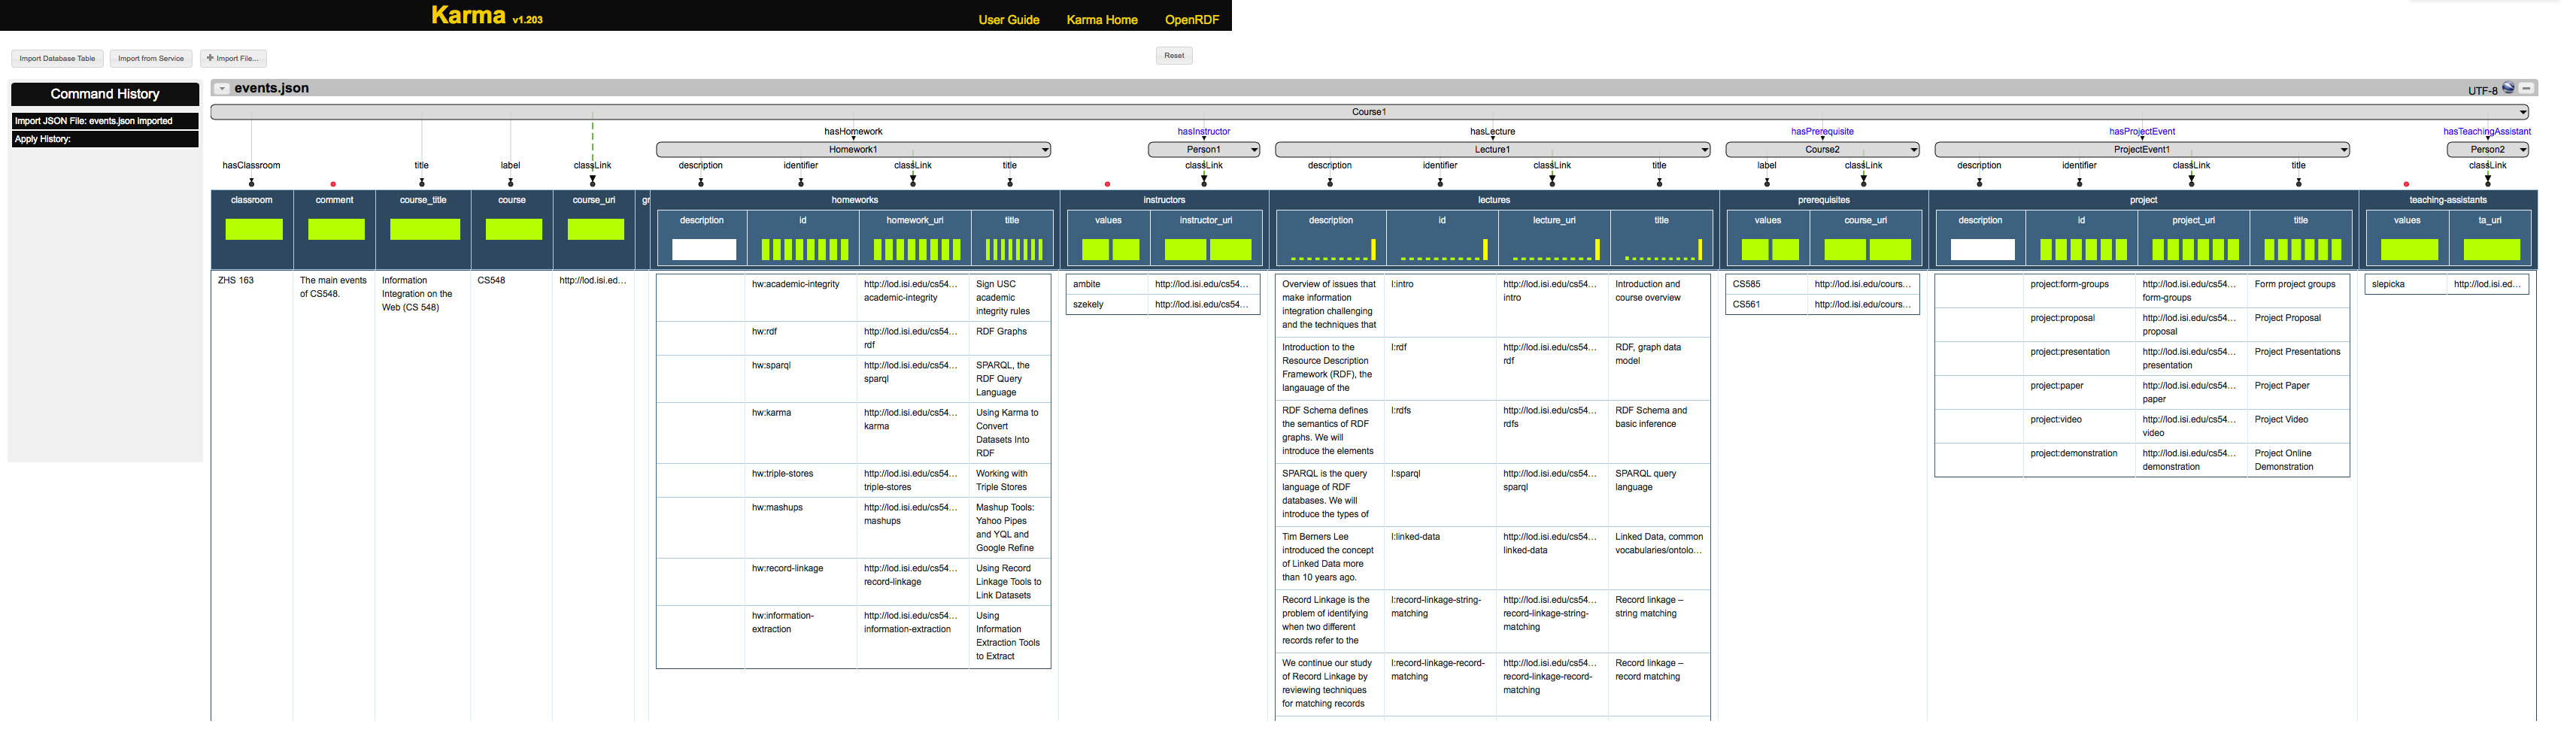 Karma v1.203
User Guide Karma Home OpenRDF
Import Database Table Import from Service Import File... Reset
Command History
Import JSON File: events.json imported
Apply History:
events.json UTF-8
Course1
hasHomework hasInstructor hasLecture hasPrerequisite hasProjectEvent hasTeachingAssistant
Homework1 Person1 Lecture1 Course2 ProjectEvent1 Person2
hasClassroom title label classLink description identifier classLink title classLink description identifier classLink title label classLink description identifier classLink title classLink
classroom comment course_title course course_uri gr homeworks instructors lectures prerequisites project teaching-assistants
description id homework_uri title values instructor_uri description id lecture_uri title values course_uri description id project_uri title values ta_uri
ZHS 163
The main events
of CS548.
Information
Integration on the
Web (CS 548)
CS548
http://lod.isi.ed...
hw:academic-integrity
http://lod.isi.edu/cs54...
academic-integrity
Sign USC
academic
integrity rules
hw:rdf
http://lod.isi.edu/cs54...
rdf
RDF Graphs
hw:sparql
http://lod.isi.edu/cs54...
sparql
SPARQL, the
RDF Query
Language
hw:karma
http://lod.isi.edu/cs54...
karma
Using Karma to
Convert
Datasets Into
RDF
hw:triple-stores
http://lod.isi.edu/cs54...
triple-stores
Working with
Triple Stores
hw:mashups
http://lod.isi.edu/cs54...
mashups
Mashup Tools:
Yahoo Pipes
and YQL and
Google Refine
hw:record-linkage
http://lod.isi.edu/cs54...
record-linkage
Using Record
Linkage Tools to
Link Datasets
hw:information-
extraction
http://lod.isi.edu/cs54...
information-extraction
Using
Information
Extraction Tools
to Extract
ambite http://lod.isi.edu/cs54...
szekely http://lod.isi.edu/cs54...
Overview of issues that
make information
integration challenging
and the techniques that
l:intro
http://lod.isi.edu/cs54...
intro
Introduction and
course overview
Introduction to the
Resource Description
Framework (RDF), the
langauage of the
l:rdf
http://lod.isi.edu/cs54...
rdf
RDF, graph data
model
RDF Schema defines
the semantics of RDF
graphs. We will
introduce the elements
l:rdfs
http://lod.isi.edu/cs54...
rdfs
RDF Schema and
basic inference
SPARQL is the query
language of RDF
databases. We will
introduce the types of
l:sparql
http://lod.isi.edu/cs54...
sparql
SPARQL query
language
Tim Berners Lee
introduced the concept
of Linked Data more
than 10 years ago.
l:linked-data
http://lod.isi.edu/cs54...
linked-data
Linked Data, common
vocabularies/ontolo...
Record Linkage is the
problem of identifying
when two different
records refer to the
l:record-linkage-string-
matching
http://lod.isi.edu/cs54...
record-linkage-string-
matching
Record linkage –
string matching
We continue our study
of Record Linkage by
reviewing techniques
for matching records
l:record-linkage-record-
matching
http://lod.isi.edu/cs54...
record-linkage-record-
matching
Record linkage –
record matching
CS585 http://lod.isi.edu/cours...
CS561 http://lod.isi.edu/cours...
project:form-groups
http://lod.isi.edu/cs54...
form-groups
Form project groups
project:proposal
http://lod.isi.edu/cs54...
proposal
Project Proposal
project:presentation
http://lod.isi.edu/cs54...
presentation
Project Presentations
project:paper
http://lod.isi.edu/cs54...
paper
Project Paper
project:video
http://lod.isi.edu/cs54...
video
Project Video
project:demonstration
http://lod.isi.edu/cs54...
demonstration
Project Online
Demonstration
slepicka http://lod.isi.ed...